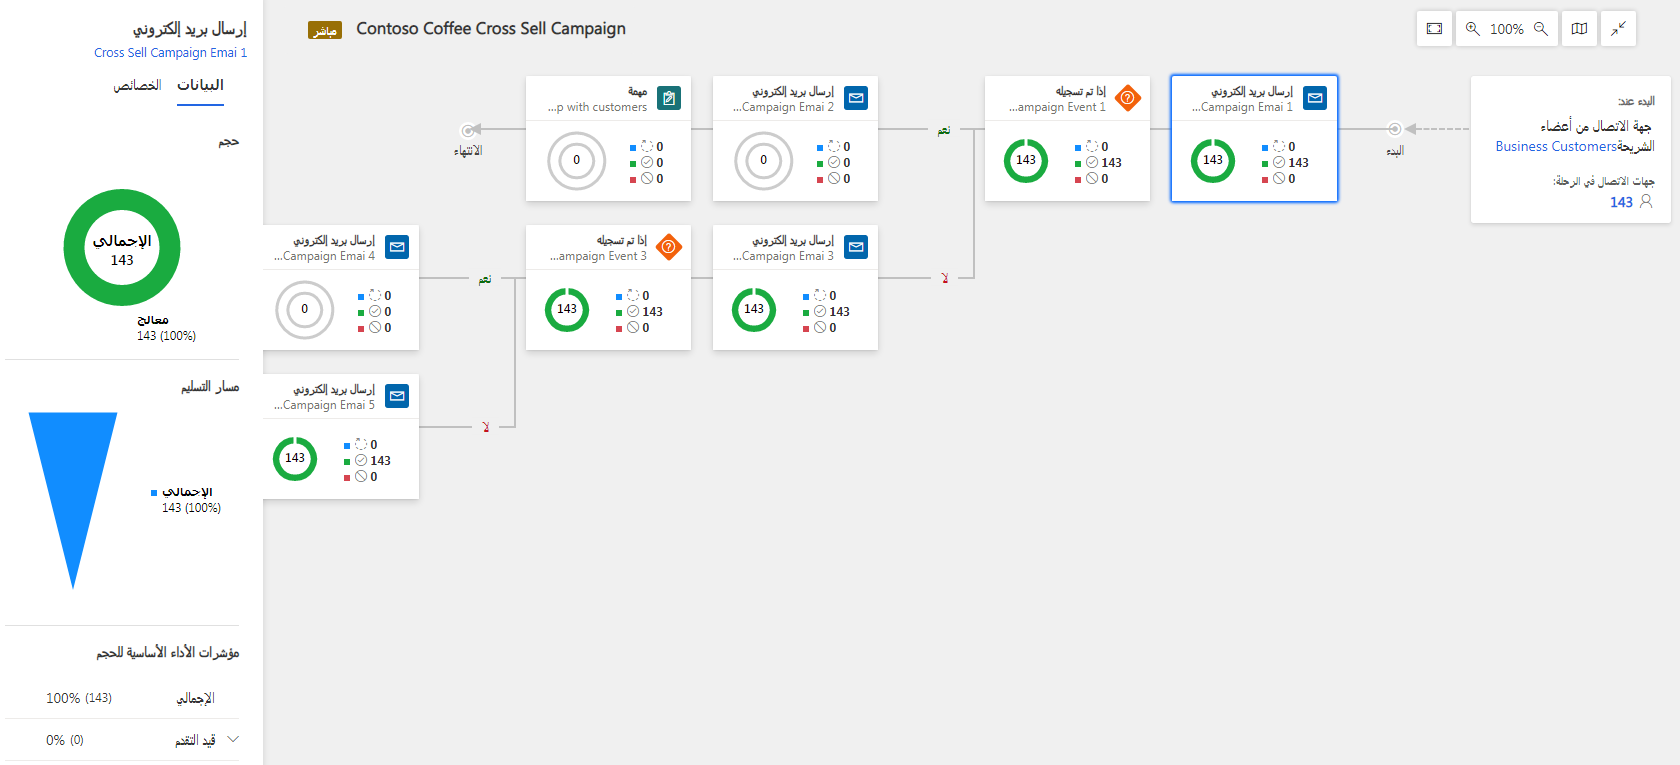 مباشر
Contoso Coffee Cross Sell Campaign
100%
البدء عند:
جهة الاتصال من أعضاء
الشريحةBusiness Customers
جهات الاتصال في الرحلة:
143
البدء
إرسال بريد إلكتروني
...Campaign Emai 1
143
0
143
0
إذا تم تسجيله
...ampaign Event 1
143
0
143
0
نعم
إرسال بريد إلكتروني
...Campaign Emai 2
0
0
0
0
مهمة
...p with customers
0
0
0
0
الانتهاء
لا
إرسال بريد إلكتروني
...Campaign Emai 3
143
0
143
0
إذا تم تسجيله
...ampaign Event 3
143
0
143
0
نعم
إرسال بريد إلكتروني
...Campaign Emai 4
0
0
0
0
لا
إرسال بريد إلكتروني
...Campaign Emai 5
143
0
143
0
إرسال بريد إلكتروني
Cross Sell Campaign Emai 1
البيانات الخصائص
حجم
الإجمالي
143
معالج
143 (100%)
مسار التسليم
الإجمالي
143 (100%)
مؤشرات الأداء الأساسية للحجم
الإجمالي 100% (143)
قيد التقدم 0% (0)